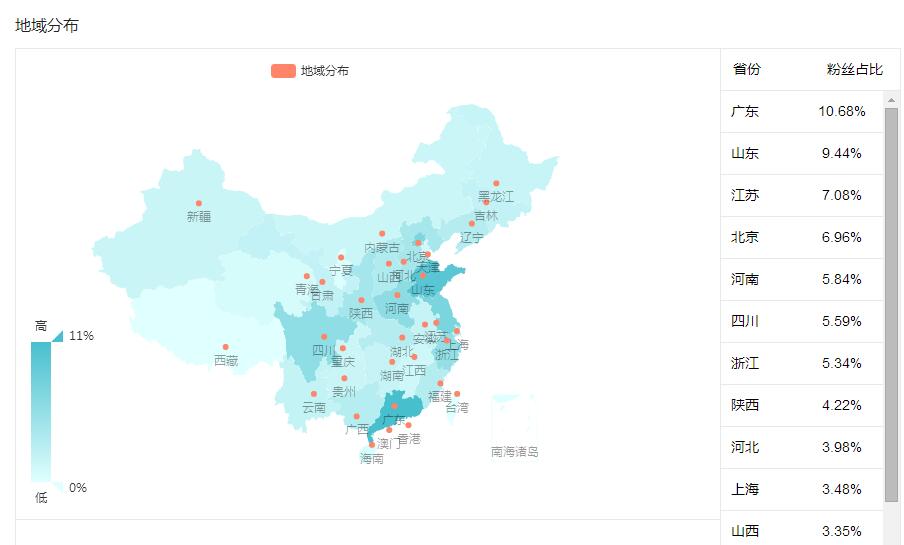 地域分布
地域分布
黑龙江
新疆
吉林
辽宁
内蒙古
北京
天津
宁夏
山西
河北
青海
甘肃
山东
陕西
河南
高
11%
四川
重庆
湖北
安徽
江苏
上海
浙江
西藏
湖南
江西
贵州
福建
云南
台湾
广西
广东
澳门
香港
海南
南海诸岛
0%
低
省份 粉丝占比
广东 10.68%
山东 9.44%
江苏 7.08%
北京 6.96%
河南 5.84%
四川 5.59%
浙江 5.34%
陕西 4.22%
河北 3.98%
上海 3.48%
山西 3.35%